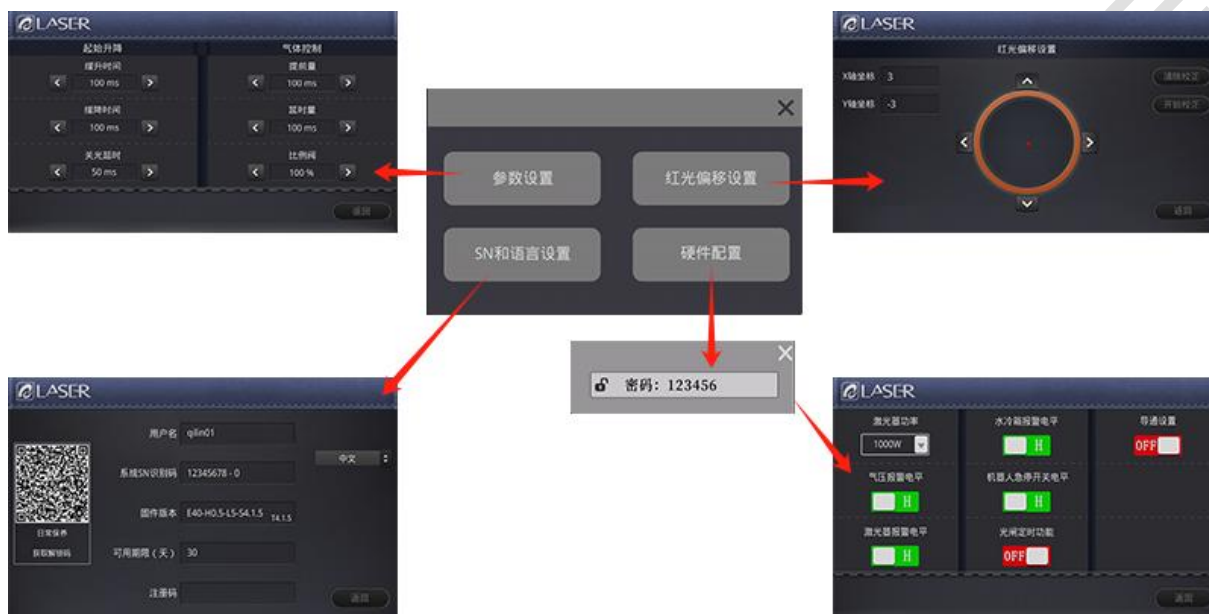 LASER
起始升降
气体控制
缓升时间
提前量
100 ms
100 ms
缓降时间
延时量
100 ms
100 ms
关光延时
比例阀
50 ms
100 %
返回
LASER
红光偏移设置
X轴坐标 3
清除校正
Y轴坐标 -3
开始校正
返回
参数设置
红光偏移设置
SN和语言设置
硬件配置
密码：123456
LASER
用户名 qilin01
中文
系统SN识别码 12345678 - 0
固件版本 E40-H0.5-L5-S4.1.5 T4.1.5
日常保养
获取解锁码
可用期限（天） 30
注册码
返回
LASER
激光器功率
水冷箱报警电平
导通设置
1000W
H
OFF
气压报警电平
机器人急停开关电平
H
H
激光器报警电平
光闸定时功能
H
OFF
返回